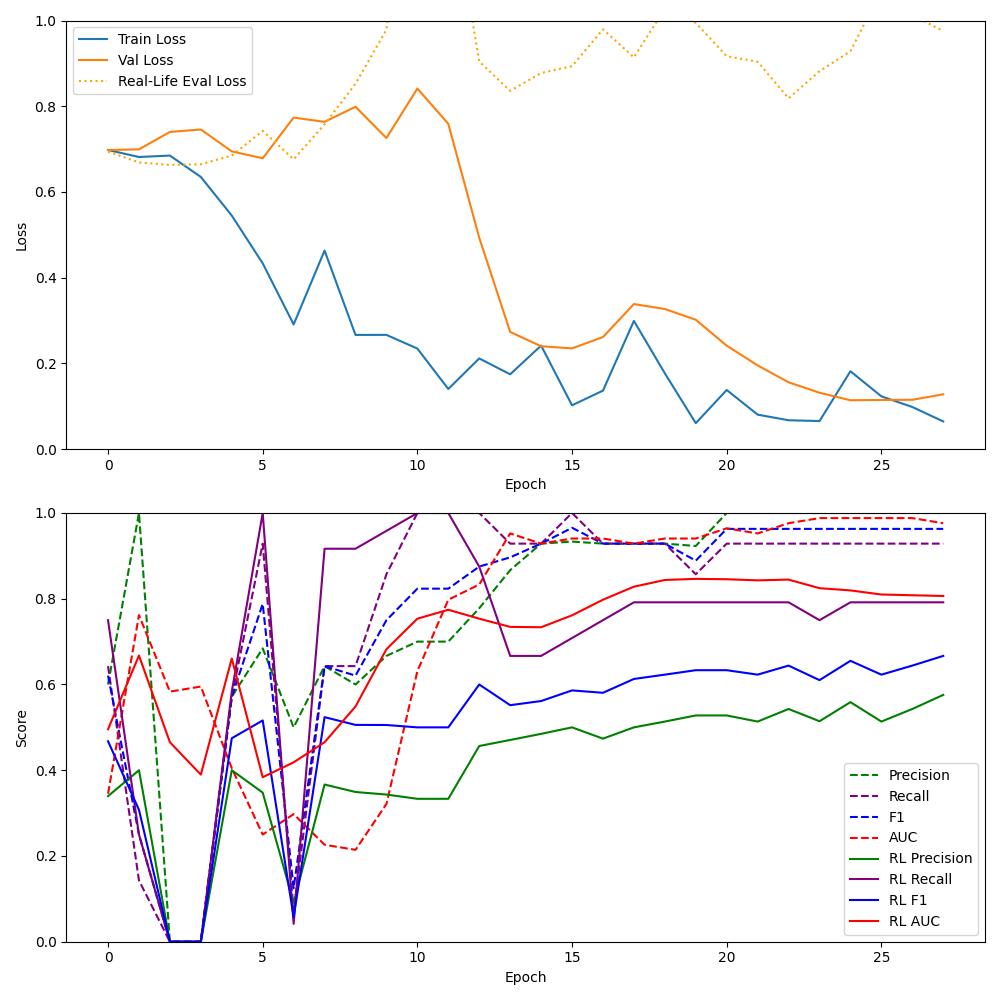 1.0
0.8
0.6
0.4
0.2
0.0
Loss
Train Loss
Val Loss
Real-Life Eval Loss
0 5 10 15 20 25
Epoch
1.0
0.8
0.6
0.4
0.2
0.0
Score
Precision
Recall
F1
AUC
RL Precision
RL Recall
RL F1
RL AUC
0 5 10 15 20 25
Epoch